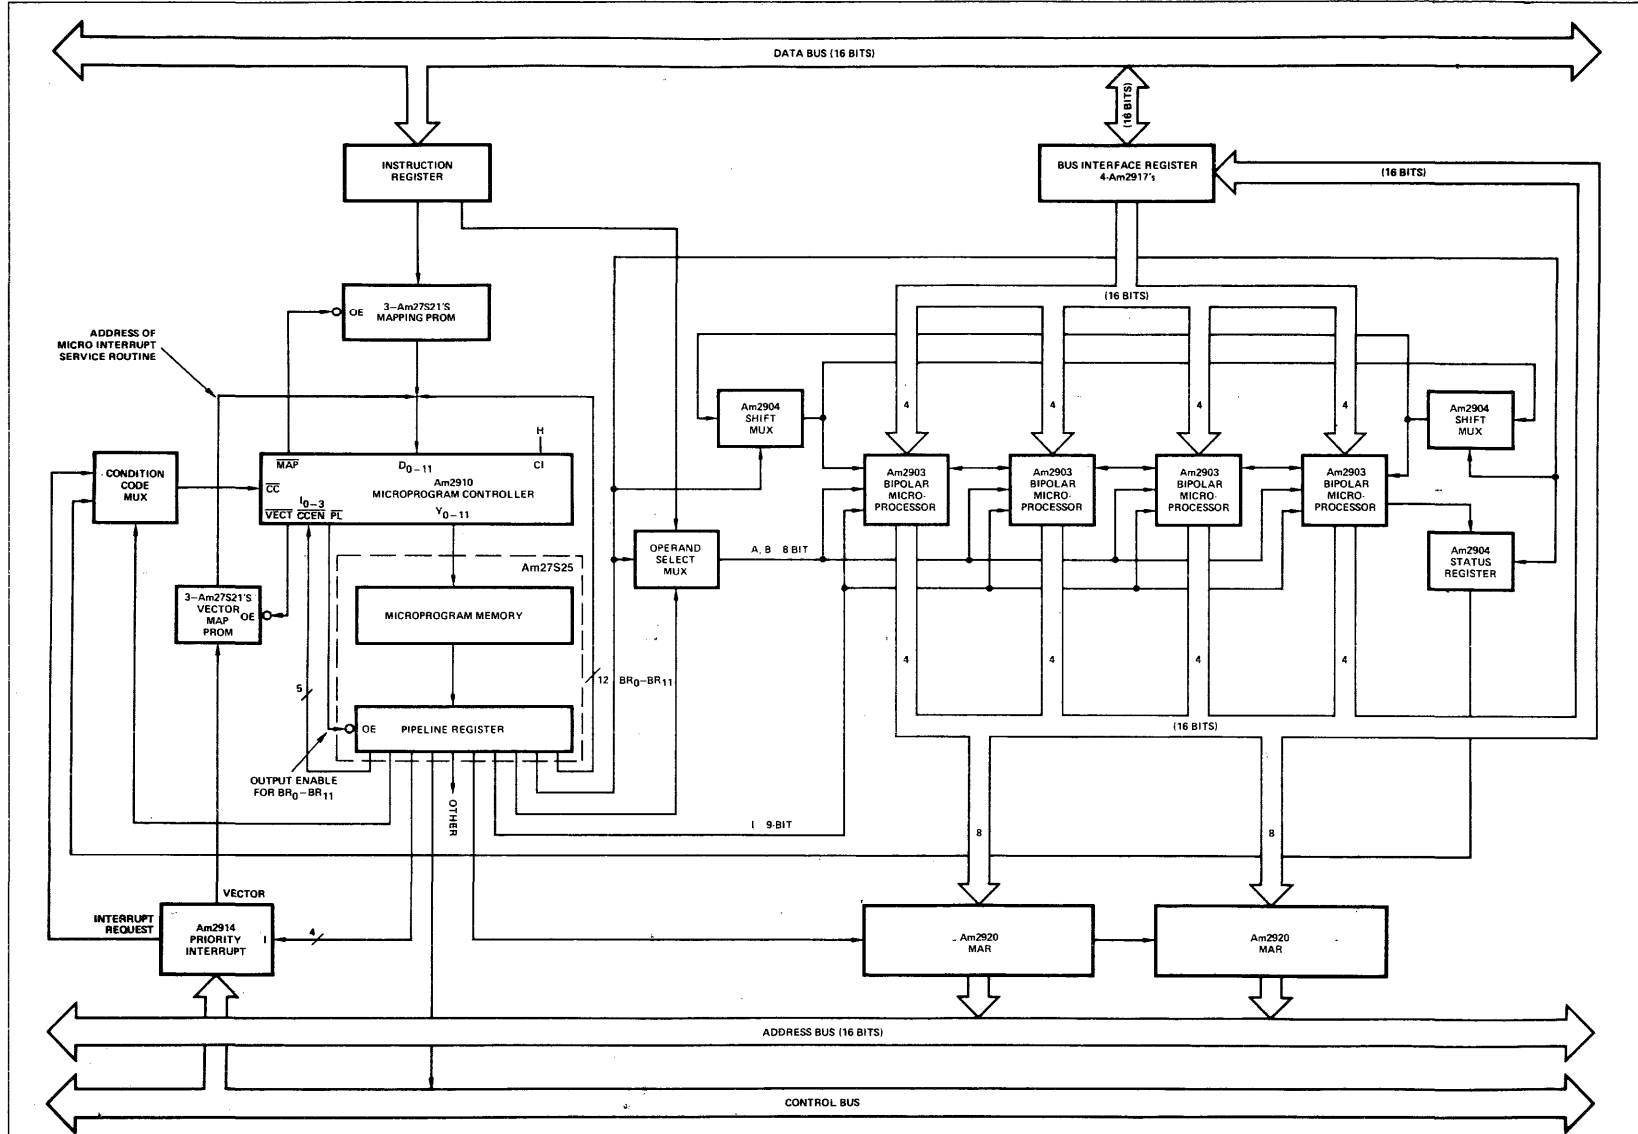 DATA BUS (16 BITS)
(16 BITS)
INSTRUCTION
REGISTER
BUS INTERFACE REGISTER
4-Am2917's
(16 BITS)
3-Am27S21'S
MAPPING PROM
OE
(16 BITS)
ADDRESS OF
MICRO INTERRUPT
SERVICE ROUTINE
Am2904
SHIFT
MUX
4
4
4
4
Am2904
SHIFT
MUX
H
MAP
D0-11
CI
Am2910
MICROPROGRAM CONTROLLER
CC
I0-3
VECT
CCEN
PL
Y0-11
CONDITION
CODE
MUX
Am2903
BIPOLAR
MICRO-
PROCESSOR
Am2903
BIPOLAR
MICRO-
PROCESSOR
Am2903
BIPOLAR
MICRO-
PROCESSOR
Am2903
BIPOLAR
MICRO-
PROCESSOR
OPERAND
SELECT
MUX
A, B 8 BIT
Am2904
STATUS
REGISTER
Am27S25
3-Am27S21'S
VECTOR
MAP
PROM
OE
MICROPROGRAM MEMORY
5
12 BR0-BR11
4
4
4
4
OE
PIPELINE REGISTER
(16 BITS)
OUTPUT ENABLE
FOR BR0-BR11
OTHER
I 9-BIT
8
8
VECTOR
INTERRUPT
REQUEST
Am2914
PRIORITY
INTERRUPT
I
4
Am2920
MAR
Am2920
MAR
ADDRESS BUS (16 BITS)
CONTROL BUS